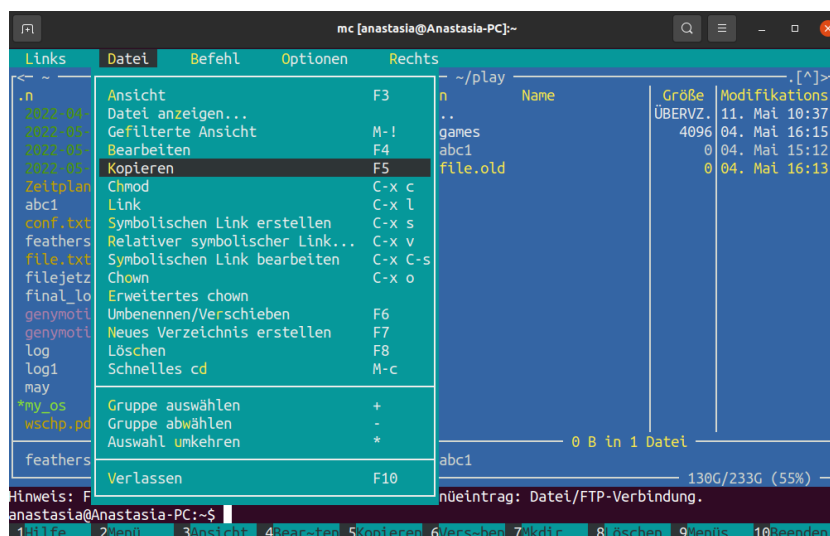 mc [anastasia@Anastasia-PC]:~
Links Datei Befehl Optionen Rechts
<— ~ ~/play .[^]>
.n n Name Größe Modifikations
2022-04- .. ÜBERVZ. 11. Mai 10:37
2022-05- games 4096 04. Mai 16:15
2022-05- abc1 0 04. Mai 15:12
2022-05- file.old 0 04. Mai 16:13
Zeitplan
abc1
conf.txt
feathers
file.txt
filejetz
final_lo
genymoti
genymoti
log
log1
may
*my_os
wschp.pd
feathers
Ansicht F3
Datei anzeigen...
Gefilterte Ansicht M-!
Bearbeiten F4
Kopieren F5
Chmod C-x c
Link C-x l
Symbolischen Link erstellen C-x s
Relativer symbolischer Link... C-x v
Symbolischen Link bearbeiten C-x C-s
Chown C-x o
Erweitertes chown
Umbenennen/Verschieben F6
Neues Verzeichnis erstellen F7
Löschen F8
Schnelles cd M-c
Gruppe auswählen +
Gruppe abwählen -
Auswahl umkehren *
Verlassen F10
0 B in 1 Datei
abc1
130G/233G (55%)
Hinweis: F nüeintrag: Datei/FTP-Verbindung.
anastasia@Anastasia-PC:~$
1Hilfe 2Menü 3Ansicht 4Bear~ten 5Kopieren 6Vers~ben 7Mkdir 8Löschen 9Menüs 10Beenden